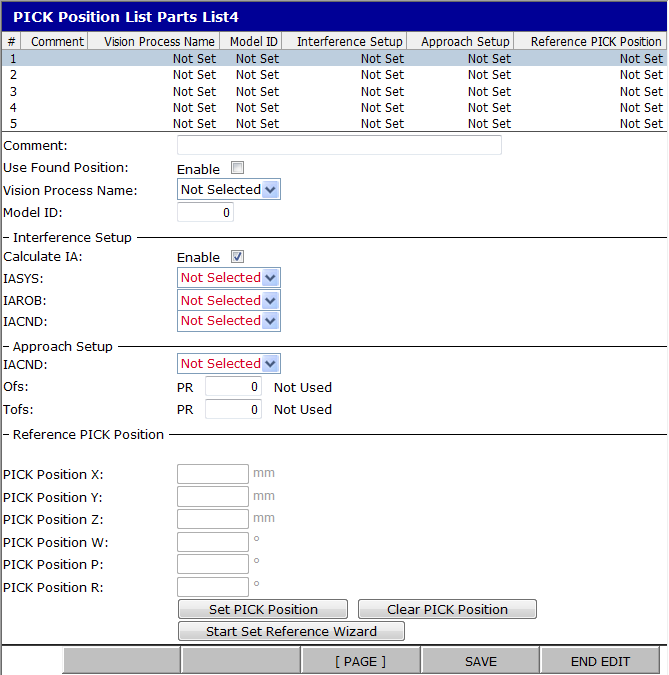 PICK Position List Parts List4
# Comment Vision Process Name Model ID Interference Setup Approach Setup Reference PICK Position
1 Not Set Not Set Not Set Not Set Not Set
2 Not Set Not Set Not Set Not Set Not Set
3 Not Set Not Set Not Set Not Set Not Set
4 Not Set Not Set Not Set Not Set Not Set
5 Not Set Not Set Not Set Not Set Not Set
Comment:
Use Found Position: Enable
Vision Process Name: Not Selected
Model ID: 0
Interference Setup
Calculate IA: Enable
IASYS: Not Selected
IAROB: Not Selected
IACND: Not Selected
Approach Setup
IACND: Not Selected
Ofs: PR 0 Not Used
Tofs: PR 0 Not Used
Reference PICK Position
PICK Position X: mm
PICK Position Y: mm
PICK Position Z: mm
PICK Position W: °
PICK Position P: °
PICK Position R: °
Set PICK Position Clear PICK Position
Start Set Reference Wizard
[ PAGE ] SAVE END EDIT